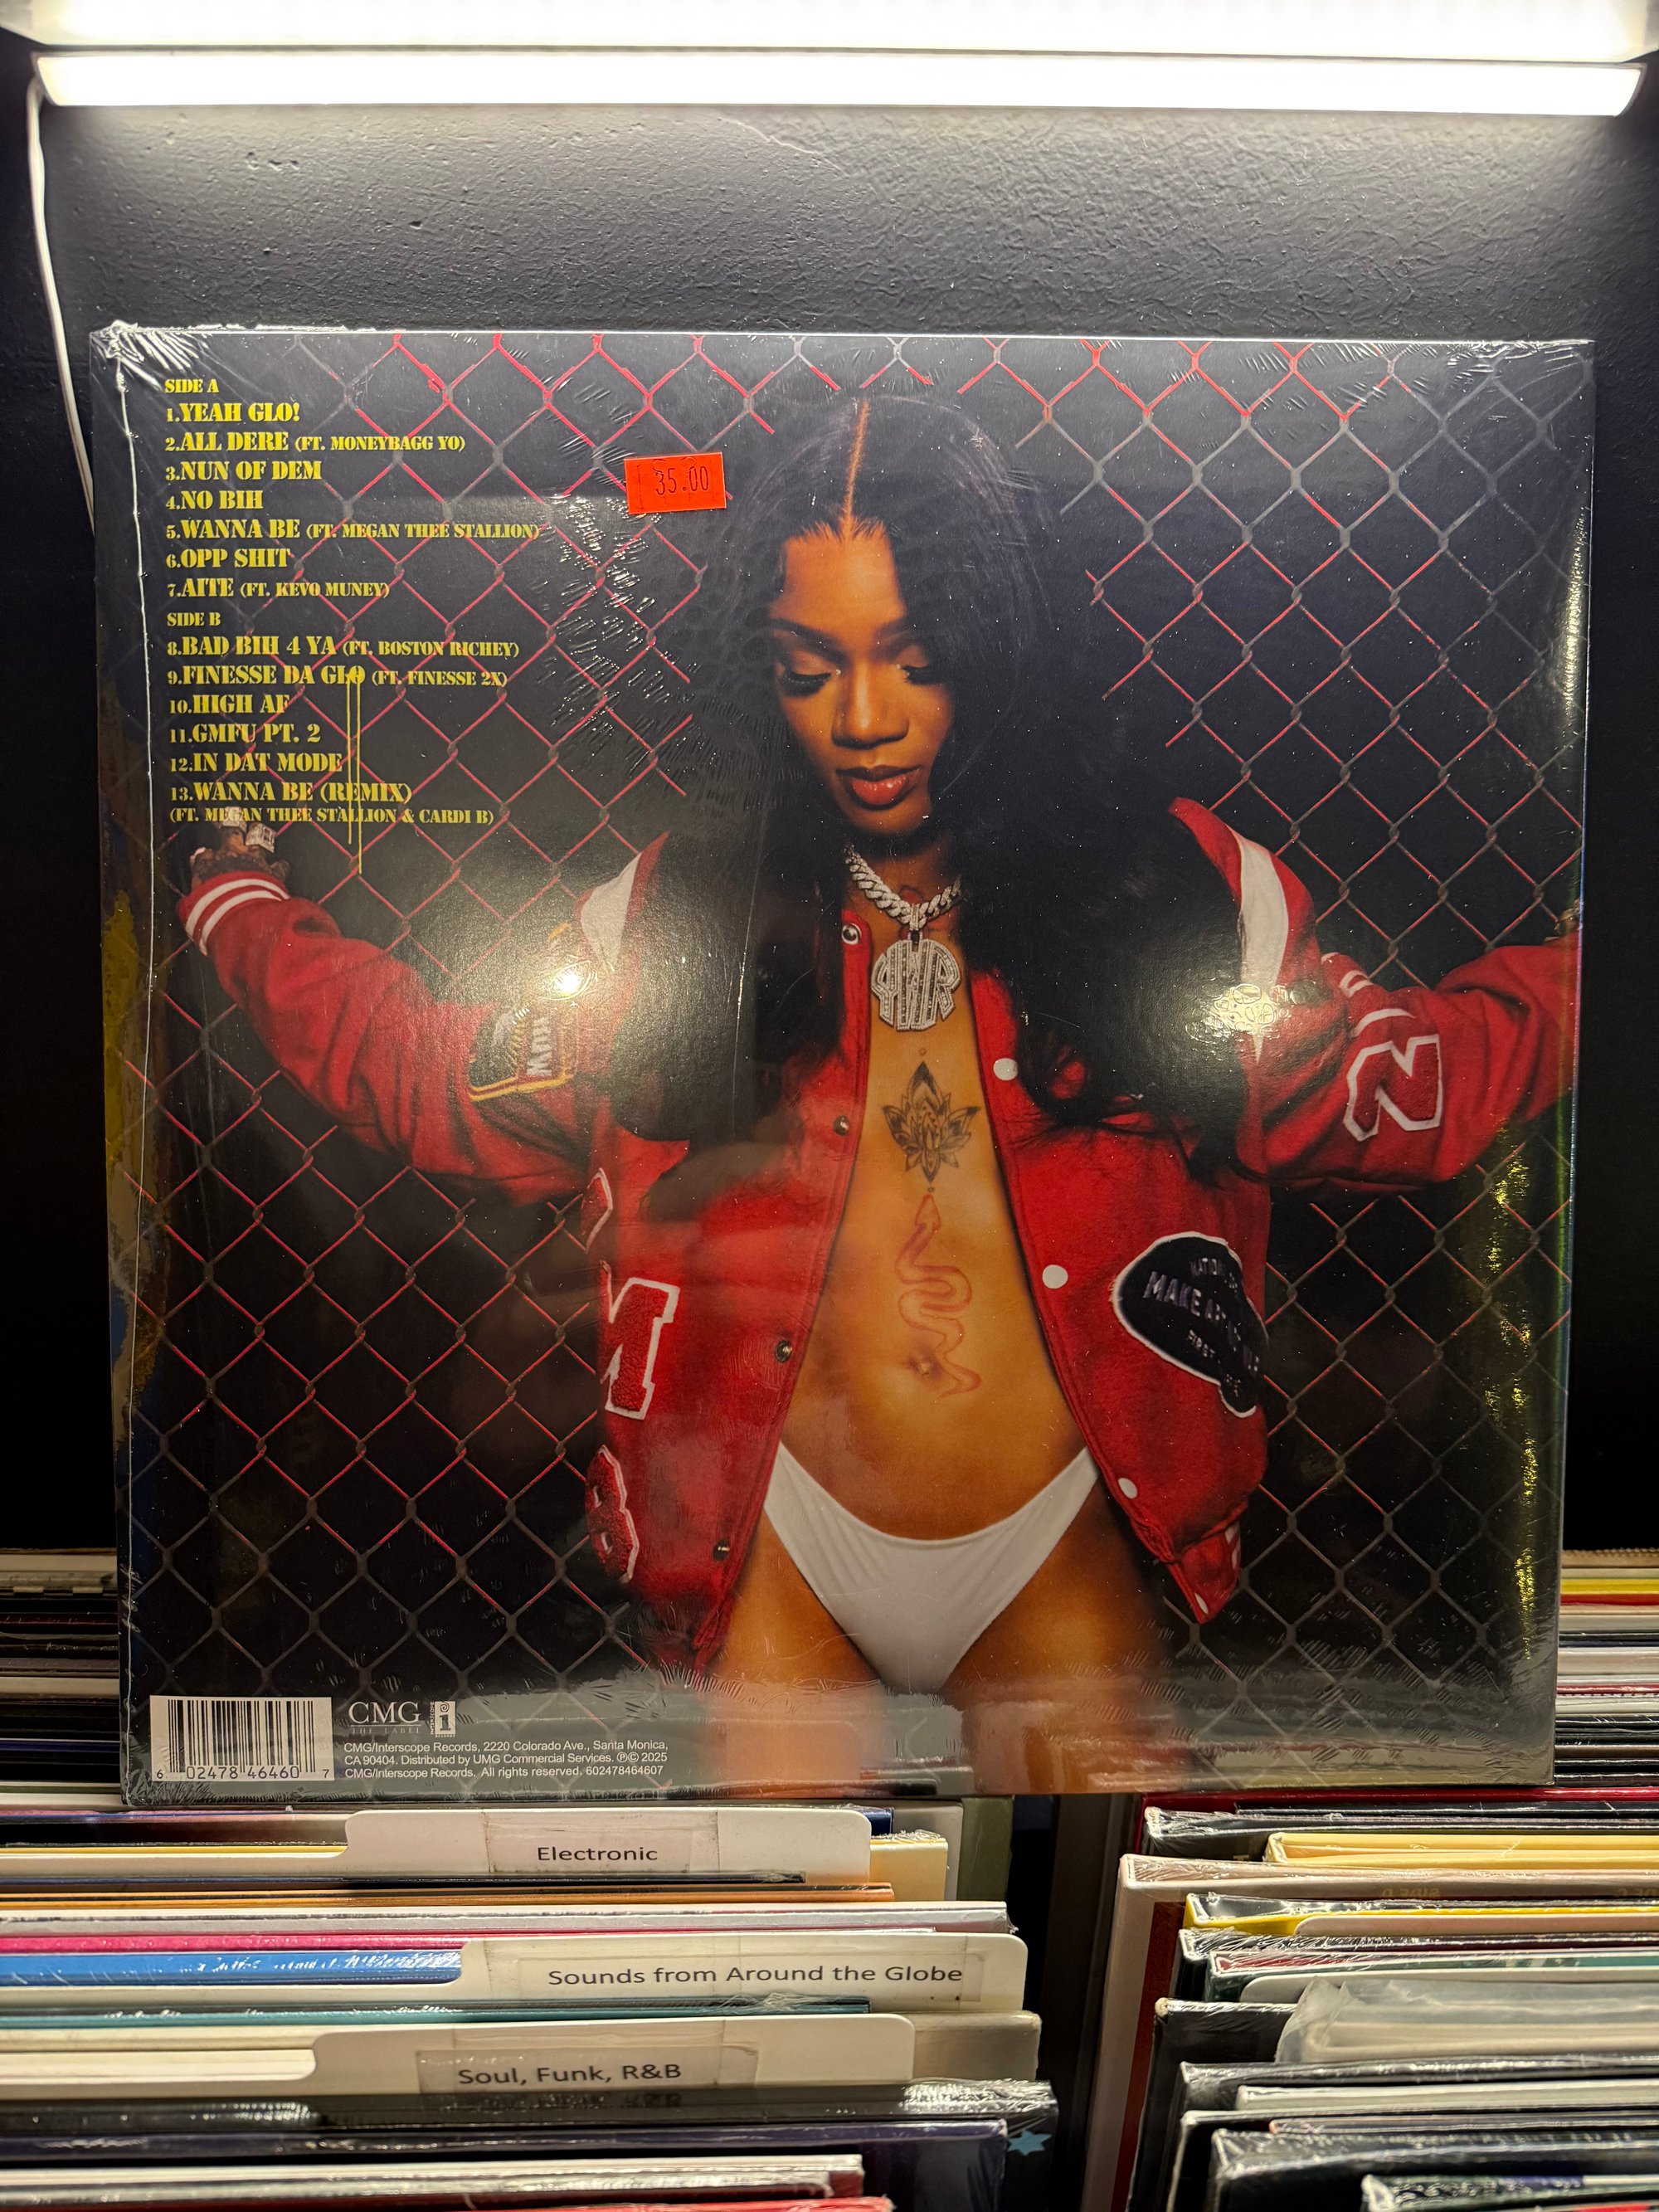 SIDE A
1.YEAH GLO!
2.ALL DERE (FT. MONEYBAGG YO)
3.NUN OF DEM
4.NO BIH
5.WANNA BE (FT. MEGAN THEE STALLION)
6.OPP SHIT
7.AITE (FT. KEVO MUNEY)
SIDE B
8.BAD BIH 4 YA (FT. BOSTON RICHEY)
9.FINESSE DA GLO (FT. FINESSE 2X)
10.HIGH AF
11.GMFU PT. 2
12.IN DAT MODE
13.WANNA BE (REMIX)
(FT. MEGAN THEE STALLION & CARDI B)
35.00
2
M
B
MAKE
FIRST
CMG
THE LABEL
i
CMG/Interscope Records, 2220 Colorado Ave., Santa Monica,
CA 90404. Distributed by UMG Commercial Services. ℗© 2025
CMG/Interscope Records. All rights reserved. 602478464607
6 02478 46460 7
Electronic
Sounds from Around the Globe
Soul, Funk, R&B